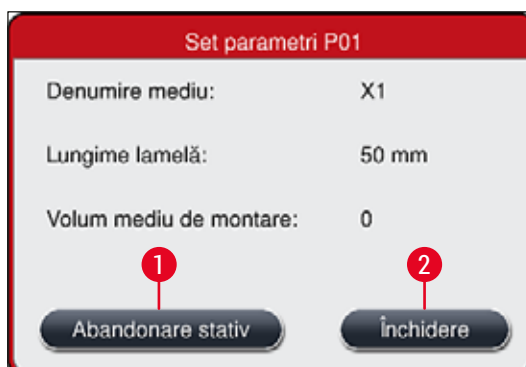 Set parametri P01
Denumire mediu: X1
Lungime lamelă: 50 mm
Volum mediu de montare: 0
1 2
Abandonare stativ Închidere